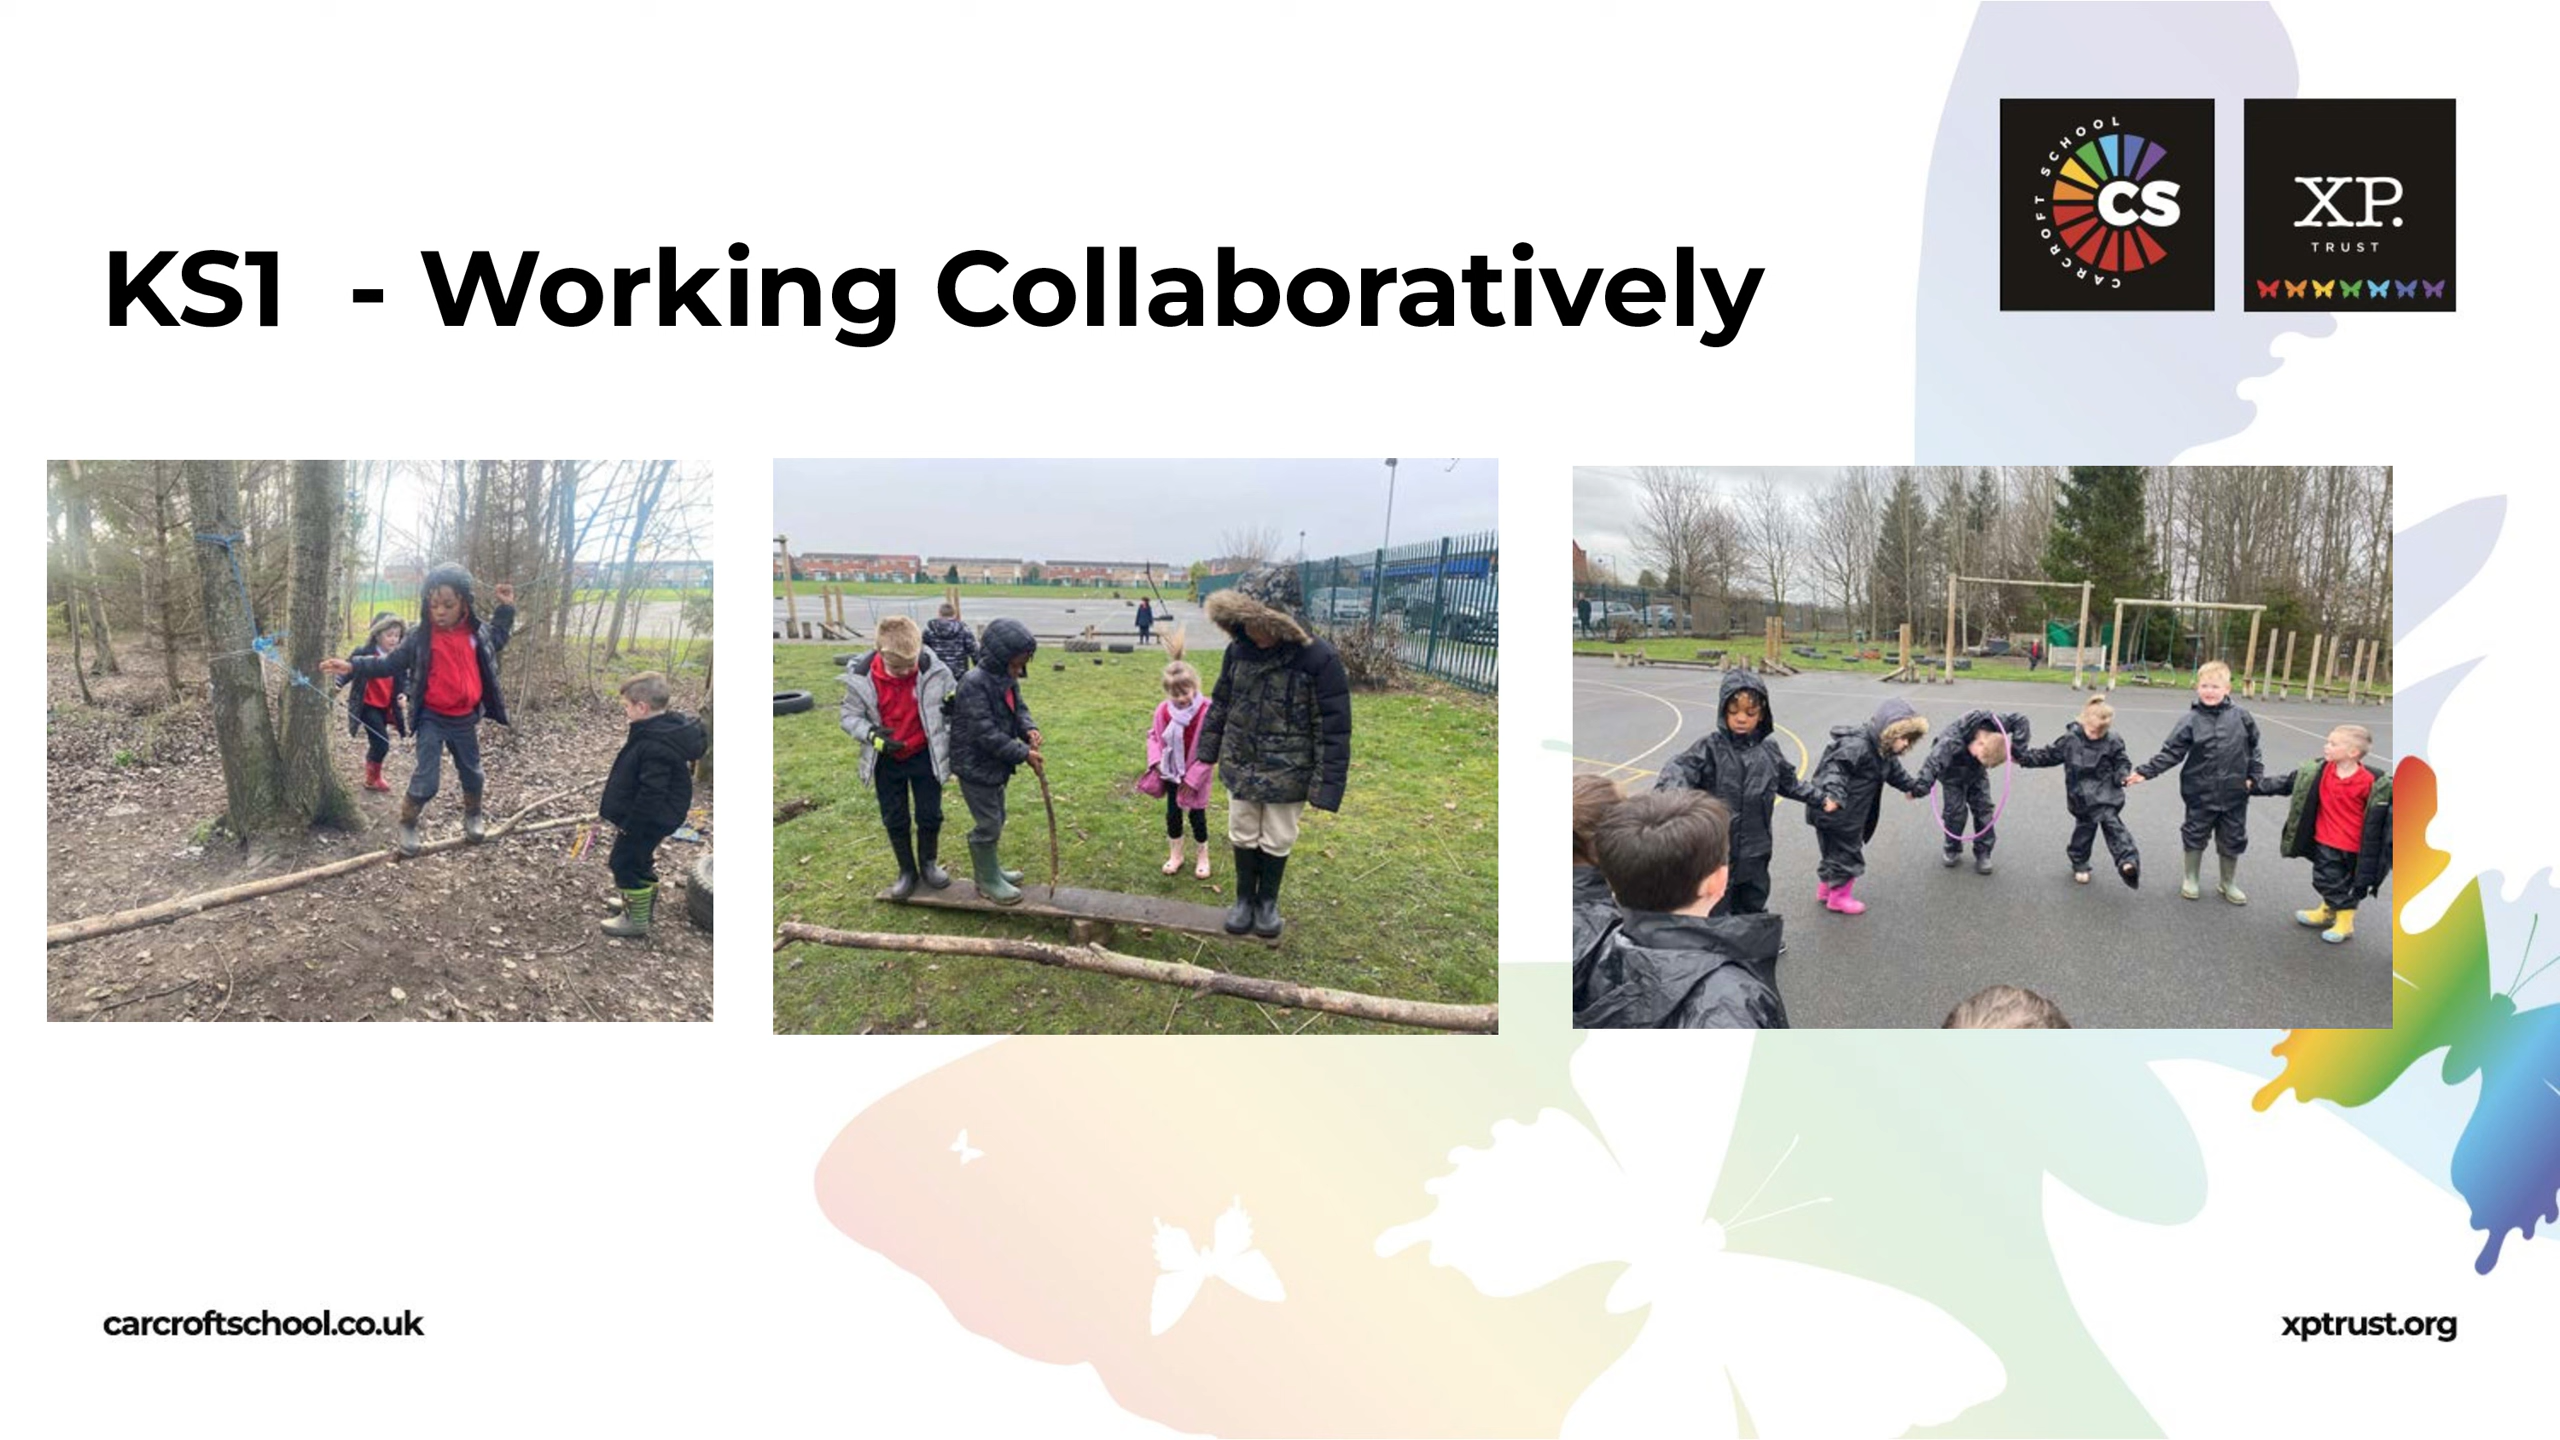 CARCROFT SCHOOL
CS
XP.
TRUST
KS1  - Working Collaboratively
carcroftschool.co.uk
xptrust.org